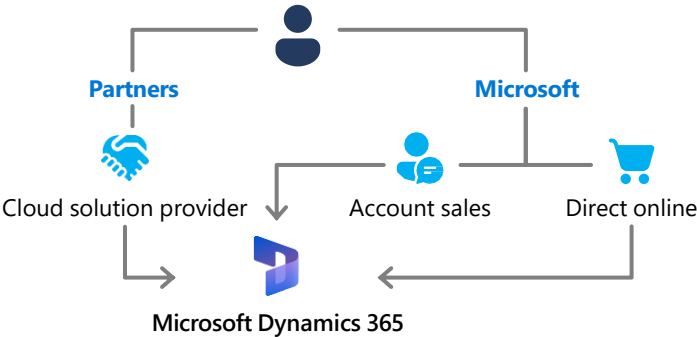 Partners
Microsoft
Cloud solution provider
Account sales
Direct online
Microsoft Dynamics 365